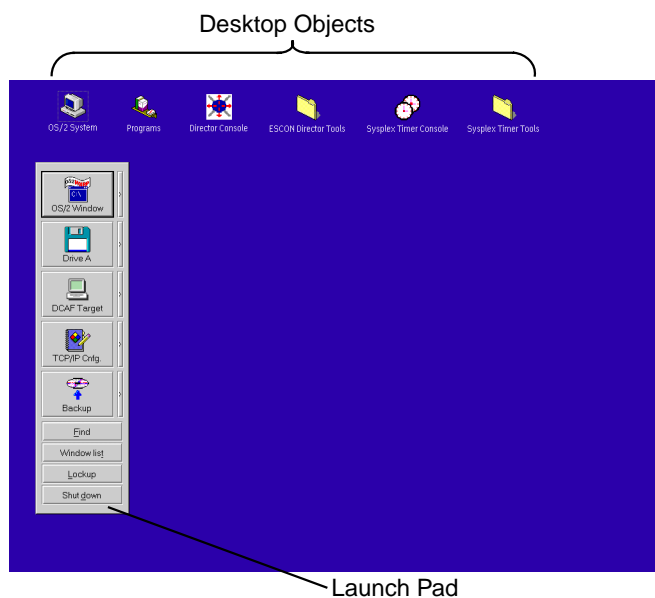 Desktop Objects
OS/2 System
Programs
Director Console
ESCON Director Tools
Sysplex Timer Console
Sysplex Timer Tools
C:\
OS/2 Window
Drive A
DCAF Target
TCP/IP Cnfg.
Backup
Find
Window list
Lockup
Shut down
Launch Pad